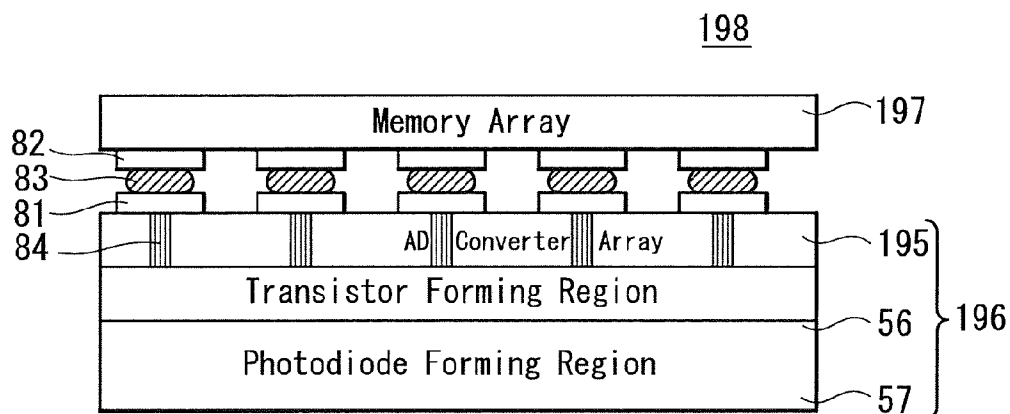 198
Memory Array
197
82
83
81
84
AD Converter Array
195
Transistor Forming Region
56
196
Photodiode Forming Region
57